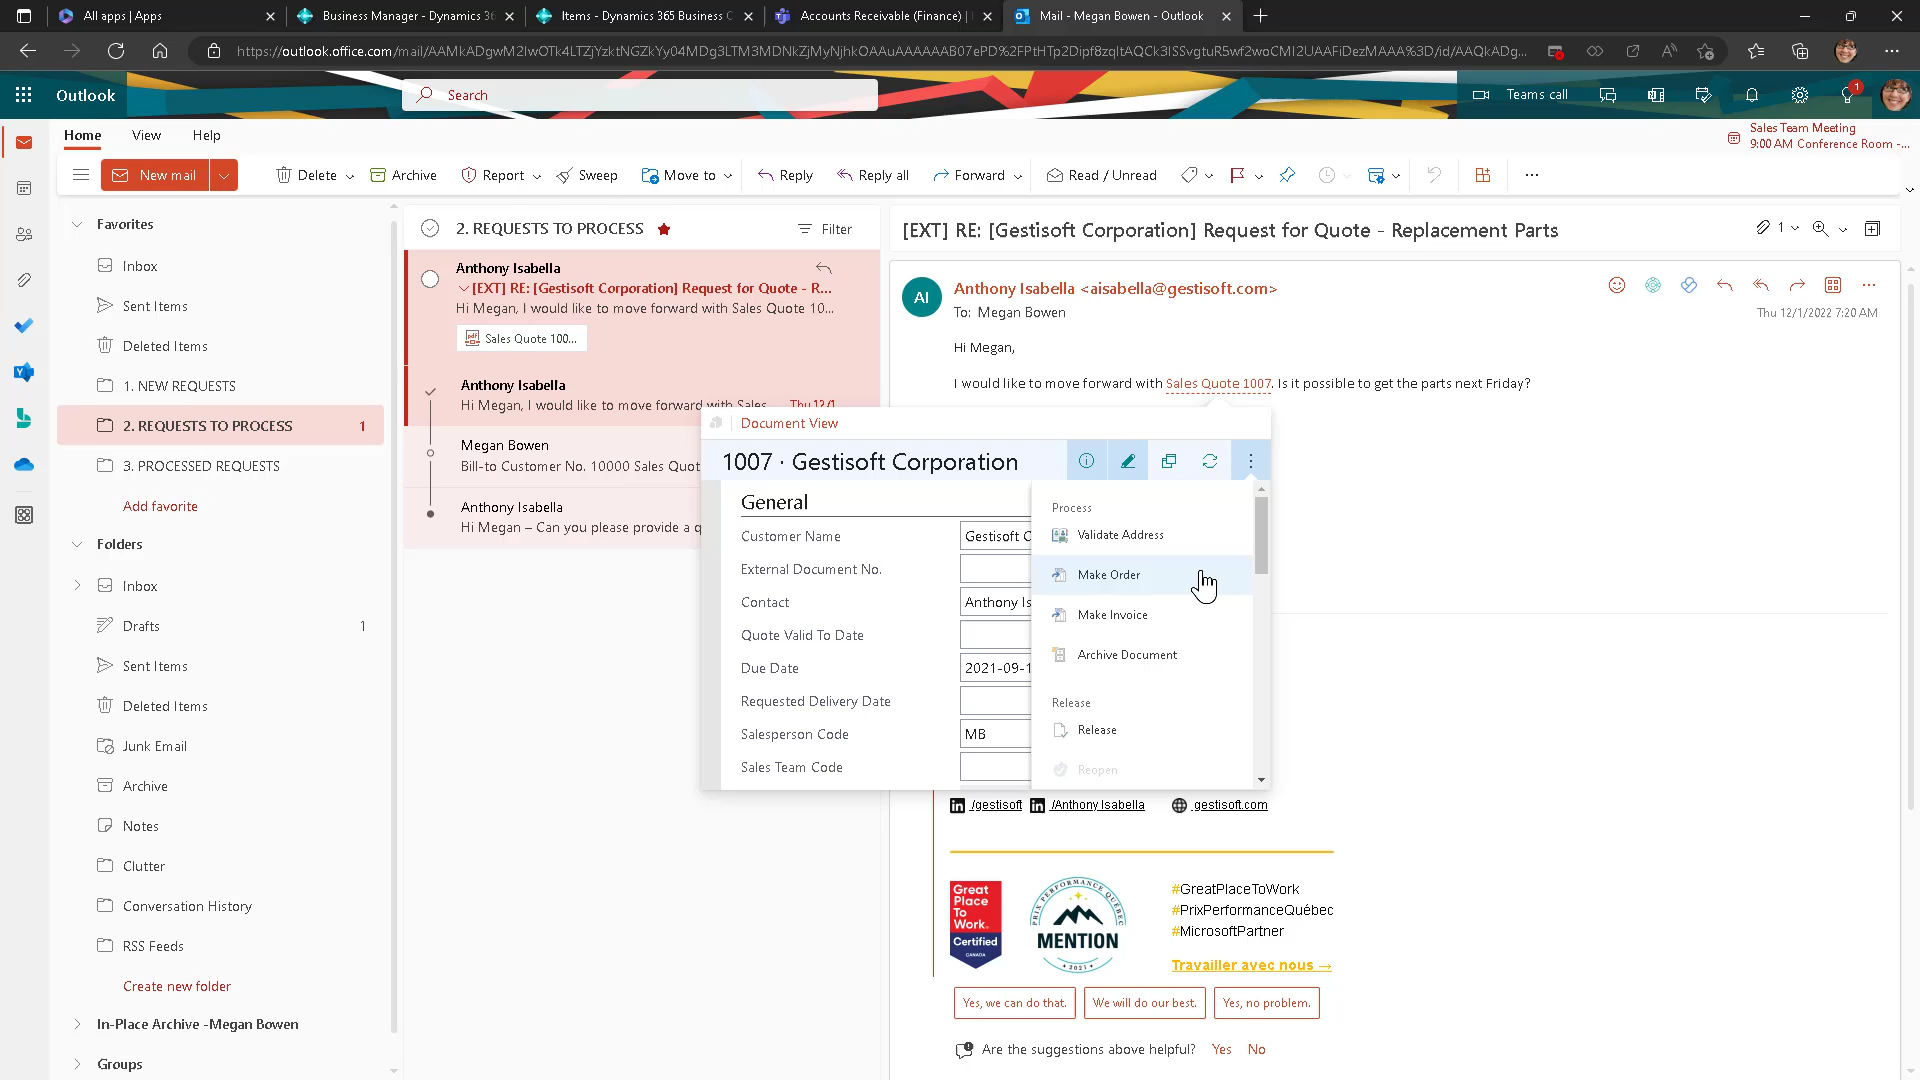 All apps | Apps
Business Manager - Dynamics 36
Items - Dynamics 365 Business C
Accounts Receivable (Finance) |
Mail - Megan Bowen - Outlook
Outlook
Search
Teams call
1
Home
View
Help
Sales Team Meeting
9:00 AM Conference Room -...
New mail
Delete
Archive
Report
Sweep
Move to
Reply
Reply all
Forward
Read / Unread
Favorites
Inbox
Sent Items
Deleted Items
1. NEW REQUESTS
2. REQUESTS TO PROCESS 1
3. PROCESSED REQUESTS
Add favorite
Folders
Inbox
Drafts 1
Sent Items
Deleted Items
Junk Email
Archive
Notes
Clutter
Conversation History
RSS Feeds
Create new folder
In-Place Archive -Megan Bowen
Groups
2. REQUESTS TO PROCESS
Filter
Anthony Isabella
[EXT] RE: [Gestisoft Corporation] Request for Quote - R...
Hi Megan, I would like to move forward with Sales Quote 10...
pdf
Sales Quote 100...
Anthony Isabella
Hi Megan, I would like to move forward with Sales... Thu 12/1
Megan Bowen
Bill-to Customer No. 10000 Sales Quot
Anthony Isabella
Hi Megan – Can you please provide a q
[EXT] RE: [Gestisoft Corporation] Request for Quote - Replacement Parts
1
AI
Anthony Isabella <aisabella@gestisoft.com>
To: Megan Bowen
Thu 12/1/2022 7:20 AM
Hi Megan,
I would like to move forward with Sales Quote 1007. Is it possible to get the parts next Friday?
Document View
1007 · Gestisoft Corporation
General
Customer Name
Gestisoft C
External Document No.
Contact
Anthony Is
Quote Valid To Date
Due Date
2021-09-1
Requested Delivery Date
Salesperson Code
MB
Sales Team Code
Process
Validate Address
Make Order
Make Invoice
Archive Document
Release
Release
Reopen
/gestisoft
/Anthony Isabella
gestisoft.com
Great
Place
To
Work®
Certified
CANADA
PRIX PERFORMANCE QUÉBEC
MENTION
• 2021 •
#GreatPlaceToWork
#PrixPerformanceQuébec
#MicrosoftPartner
Travailler avec nous →
Yes, we can do that.
We will do our best.
Yes, no problem.
Are the suggestions above helpful? Yes No